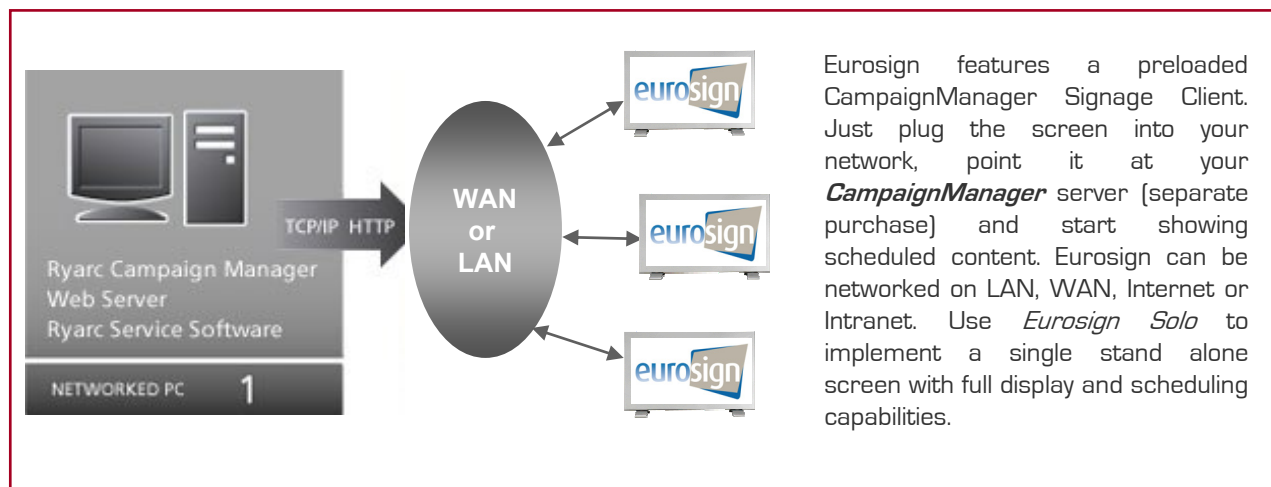 TCP/IP HTTP
Ryarc Campaign Manager
Web Server
Ryarc Service Software
NETWORKED PC 1
WAN
or
LAN
eurosign
eurosign
eurosign
Eurosign features a preloaded
CampaignManager Signage Client.
Just plug the screen into your
network, point it at your
CampaignManager server (separate
purchase) and start showing
scheduled content. Eurosign can be
networked on LAN, WAN, Internet or
Intranet. Use Eurosign Solo to
implement a single stand alone
screen with full display and scheduling
capabilities.